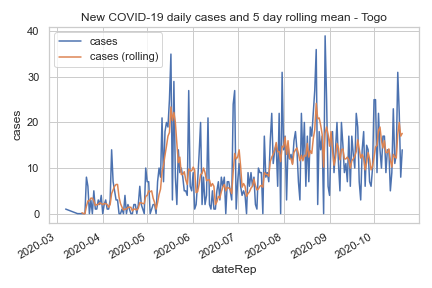 New COVID-19 daily cases and 5 day rolling mean - Togo
cases
cases (rolling)
cases
40
30
20
10
0
2020-03
2020-04
2020-05
2020-06
2020-07
2020-08
2020-09
2020-10
dateRep